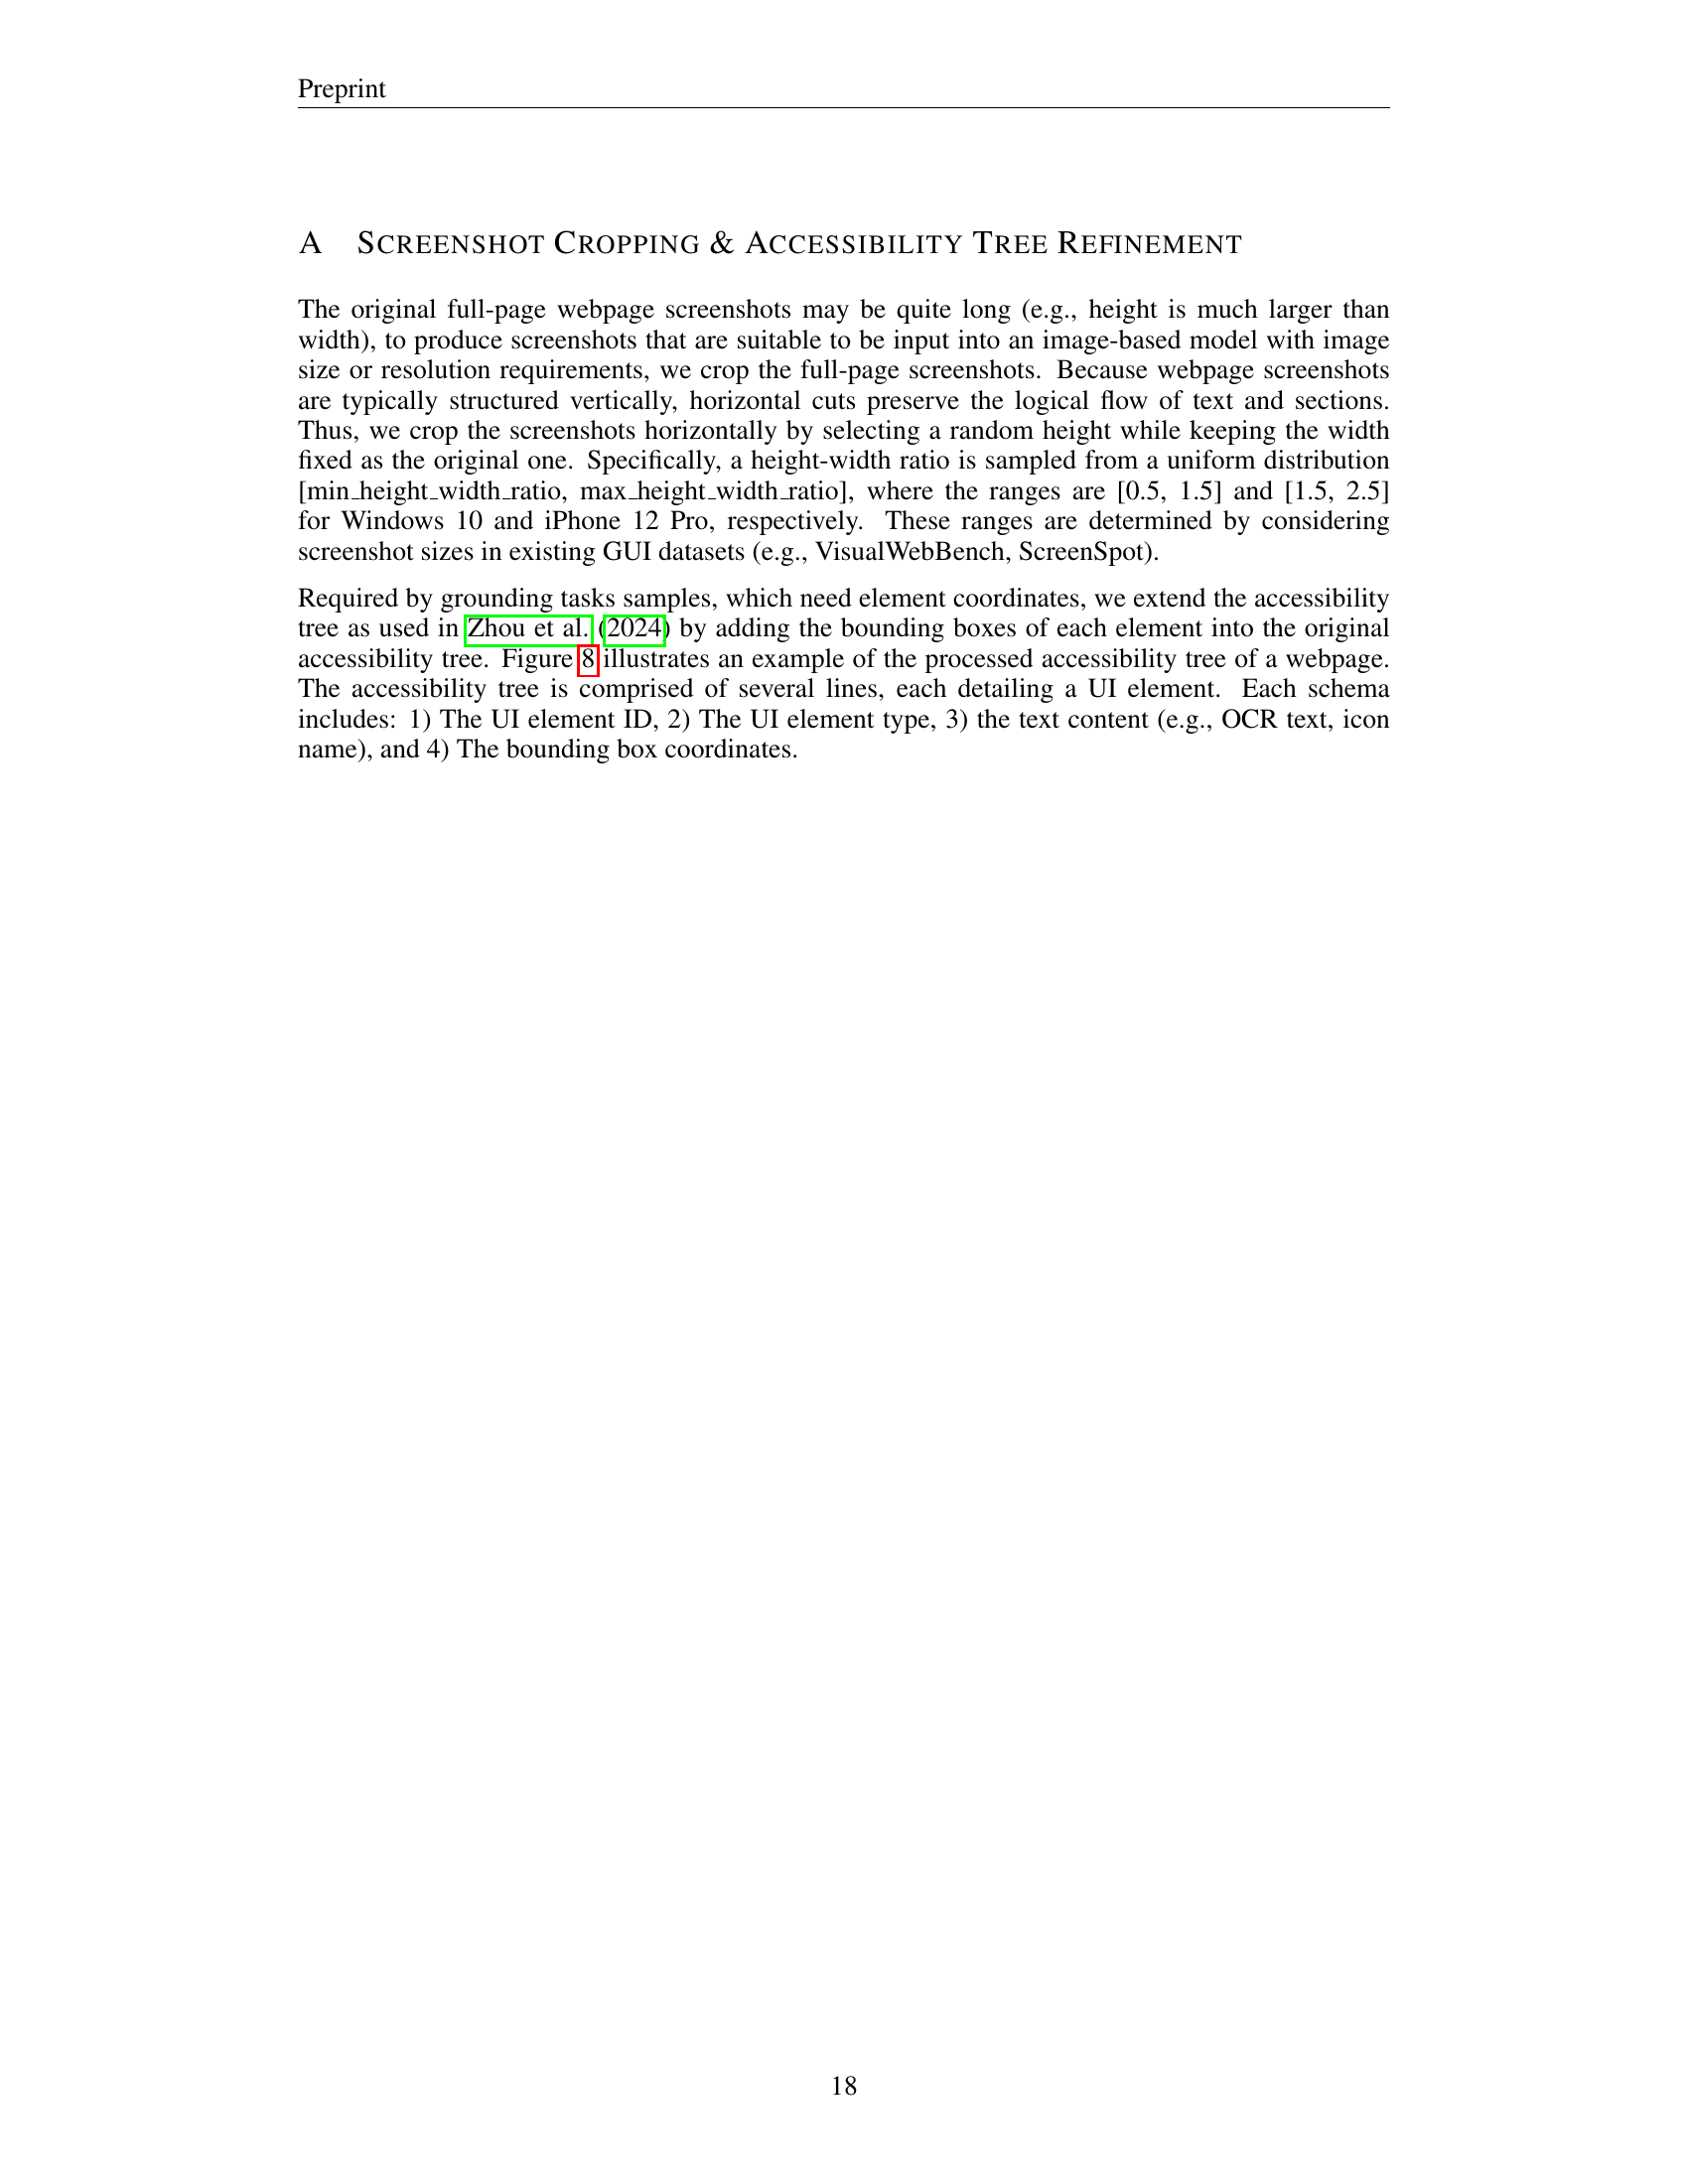 Preprint
A SCREENSHOT CROPPING & ACCESSIBILITY TREE REFINEMENT
The original full-page webpage screenshots may be quite long (e.g., height is much larger than
width), to produce screenshots that are suitable to be input into an image-based model with image
size or resolution requirements, we crop the full-page screenshots. Because webpage screenshots
are typically structured vertically, horizontal cuts preserve the logical flow of text and sections.
Thus, we crop the screenshots horizontally by selecting a random height while keeping the width
fixed as the original one. Specifically, a height-width ratio is sampled from a uniform distribution
[min_height_width_ratio, max_height_width_ratio], where the ranges are [0.5, 1.5] and [1.5, 2.5]
for Windows 10 and iPhone 12 Pro, respectively. These ranges are determined by considering
screenshot sizes in existing GUI datasets (e.g., VisualWebBench, ScreenSpot).
Required by grounding tasks samples, which need element coordinates, we extend the accessibility
tree as used in Zhou et al. (2024) by adding the bounding boxes of each element into the original
accessibility tree. Figure 8 illustrates an example of the processed accessibility tree of a webpage.
The accessibility tree is comprised of several lines, each detailing a UI element. Each schema
includes: 1) The UI element ID, 2) The UI element type, 3) the text content (e.g., OCR text, icon
name), and 4) The bounding box coordinates.
18